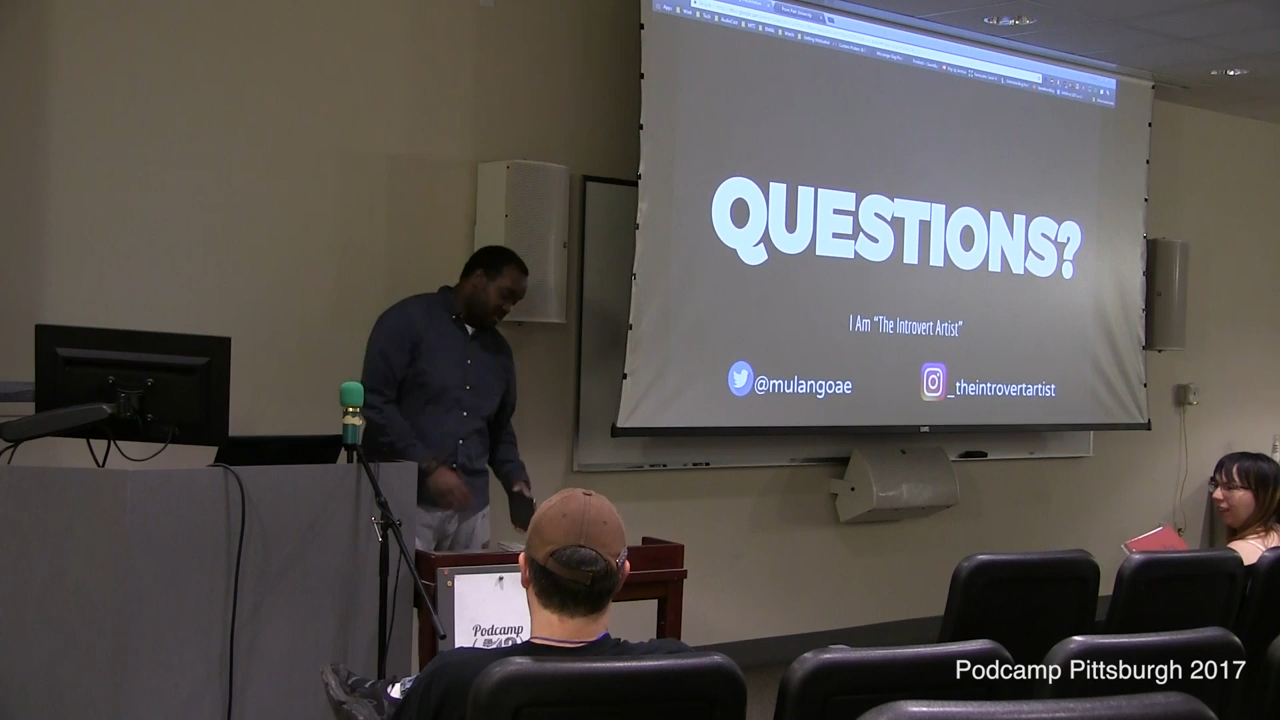 QUESTIONS?
I Am "The Introvert Artist"
@mulangoae
_theintrovertartist
Podcamp
Podcamp Pittsburgh 2017